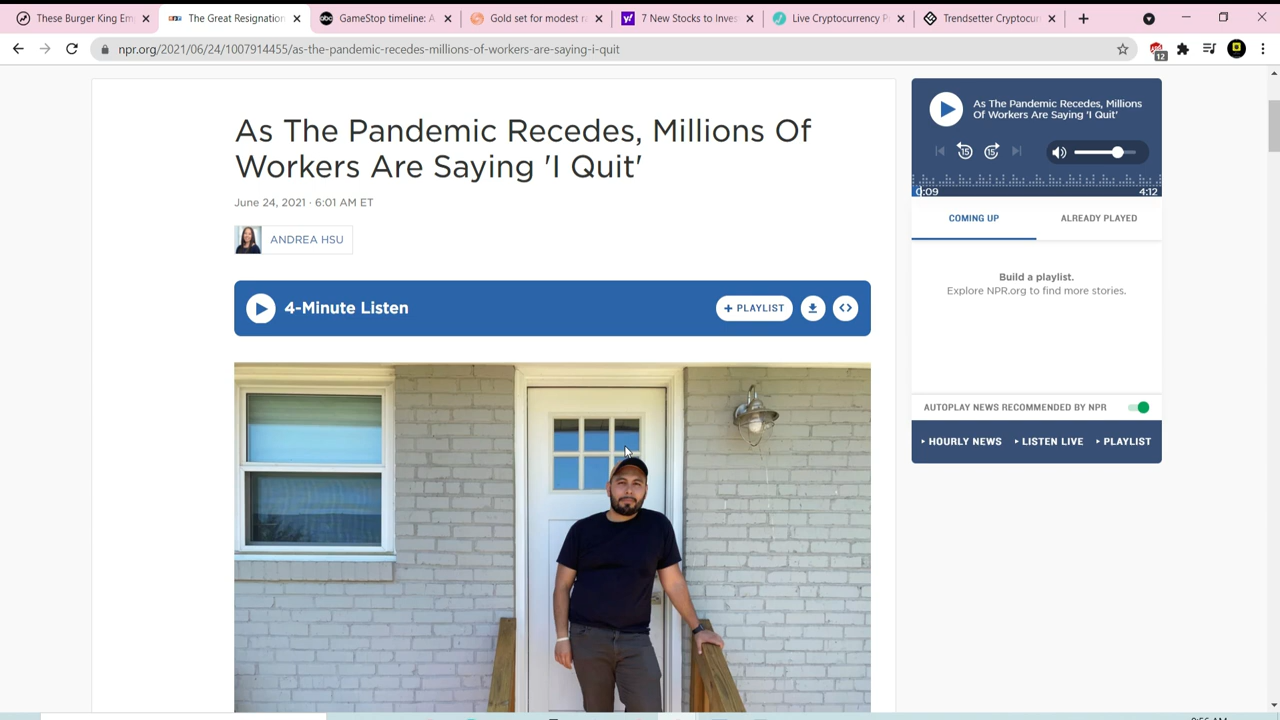 These Burger King Em
The Great Resignation
GameStop timeline: A
Gold set for modest r
7 New Stocks to Inves
Live Cryptocurrency P
Trendsetter Cryptocur
npr.org/2021/06/24/1007914455/as-the-pandemic-recedes-millions-of-workers-are-saying-i-quit
12
As The Pandemic Recedes, Millions Of
Workers Are Saying 'I Quit'
June 24, 2021 · 6:01 AM ET
ANDREA HSU
4-Minute Listen
+ PLAYLIST
As The Pandemic Recedes, Millions
Of Workers Are Saying 'I Quit'
15 15
0:09 4:12
COMING UP ALREADY PLAYED
Build a playlist.
Explore NPR.org to find more stories.
AUTOPLAY NEWS RECOMMENDED BY NPR
HOURLY NEWS LISTEN LIVE PLAYLIST